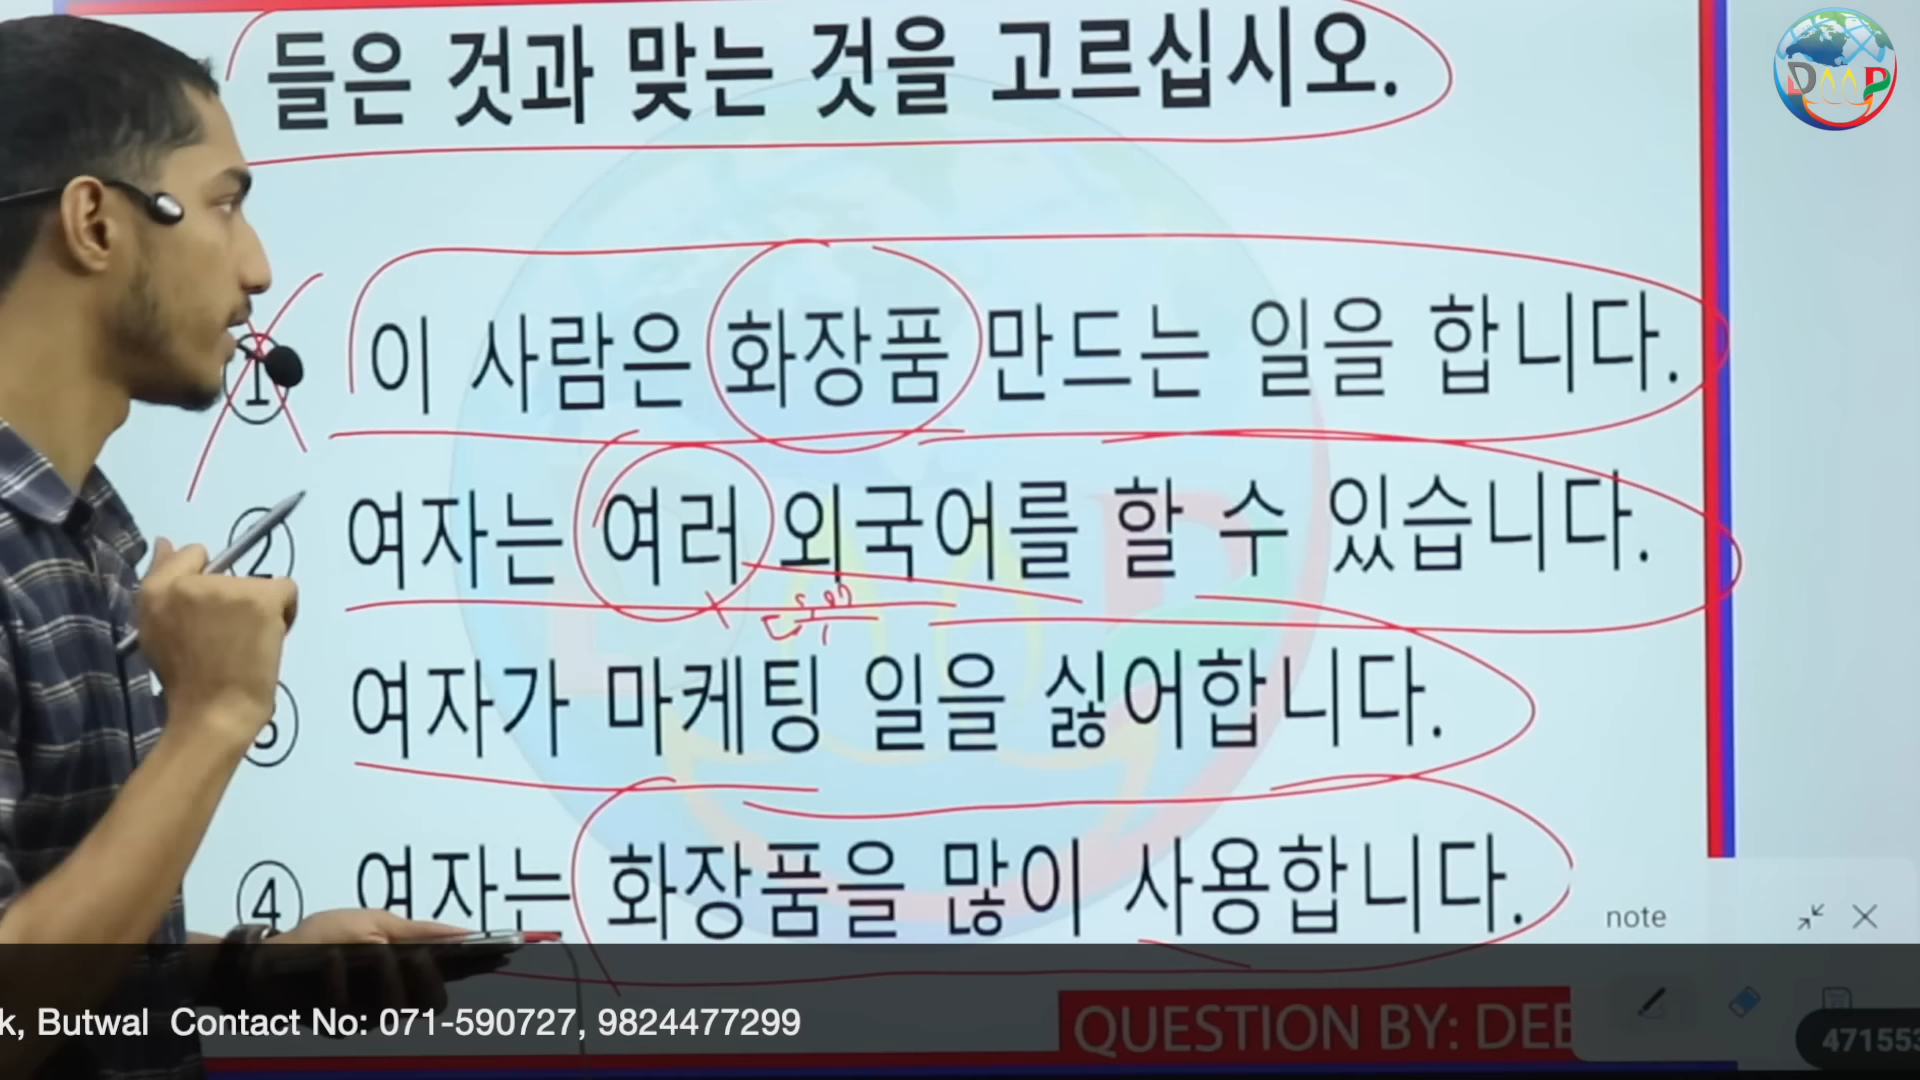 들은 것과 맞는 것을 고르십시오.
① 이 사람은 화장품 만드는 일을 합니다.
② 여자는 여러 외국어를 할 수 있습니다.
③ 여자가 마케팅 일을 싫어합니다.
④ 여자는 화장품을 많이 사용합니다.
note
k, Butwal Contact No: 071-590727, 9824477299
QUESTION BY: DEE
471553